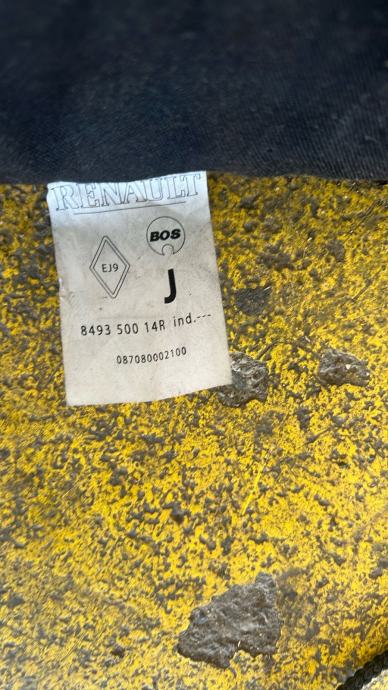 RENAULT
BOS
EJ9
J
8493 500 14R ind.---
087080002100